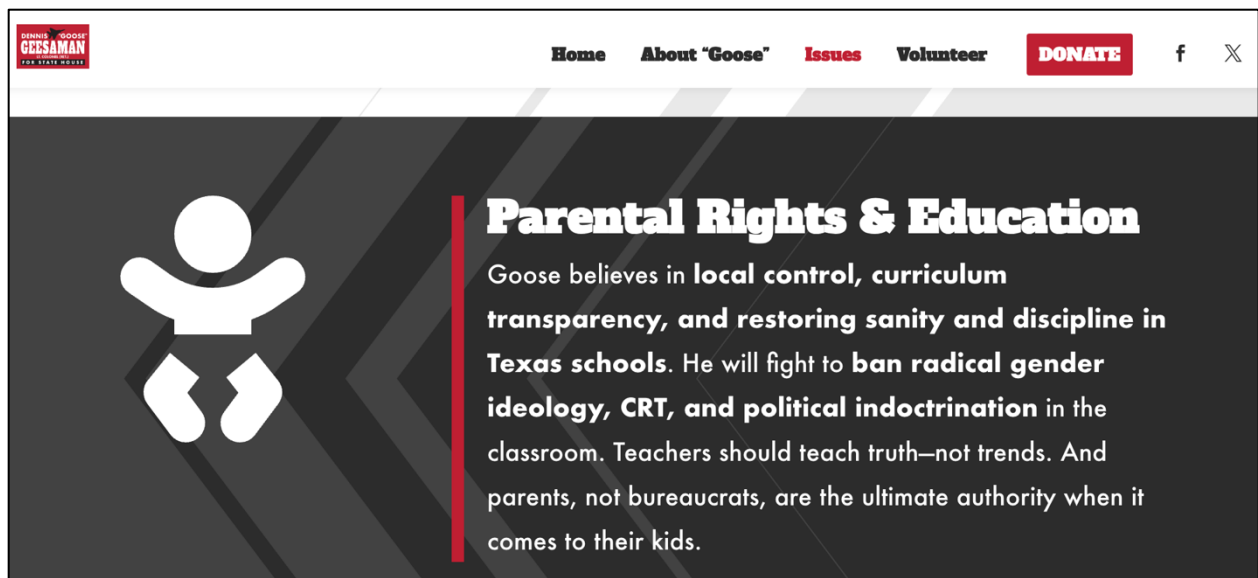 DENNIS "GOOSE"
GEESAMAN
FOR STATE HOUSE
Home About “Goose” Issues Volunteer DONATE f X
Parental Rights & Education
Goose believes in local control, curriculum
transparency, and restoring sanity and discipline in
Texas schools. He will fight to ban radical gender
ideology, CRT, and political indoctrination in the
classroom. Teachers should teach truth—not trends. And
parents, not bureaucrats, are the ultimate authority when it
comes to their kids.